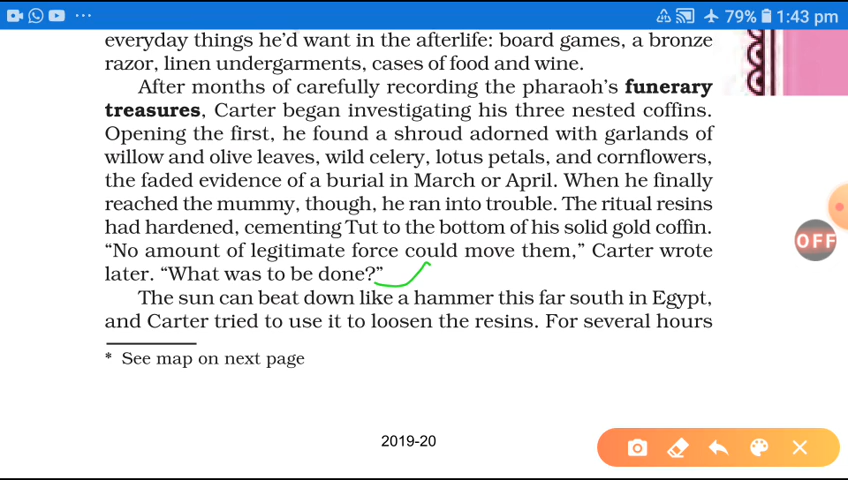 79% 1:43 pm
everyday things he'd want in the afterlife: board games, a bronze
razor, linen undergarments, cases of food and wine.
After months of carefully recording the pharaoh's funerary
treasures, Carter began investigating his three nested coffins.
Opening the first, he found a shroud adorned with garlands of
willow and olive leaves, wild celery, lotus petals, and cornflowers,
the faded evidence of a burial in March or April. When he finally
reached the mummy, though, he ran into trouble. The ritual resins
had hardened, cementing Tut to the bottom of his solid gold coffin.
“No amount of legitimate force could move them,” Carter wrote
later. “What was to be done?”
The sun can beat down like a hammer this far south in Egypt,
and Carter tried to use it to loosen the resins. For several hours
* See map on next page
2019-20
OFF